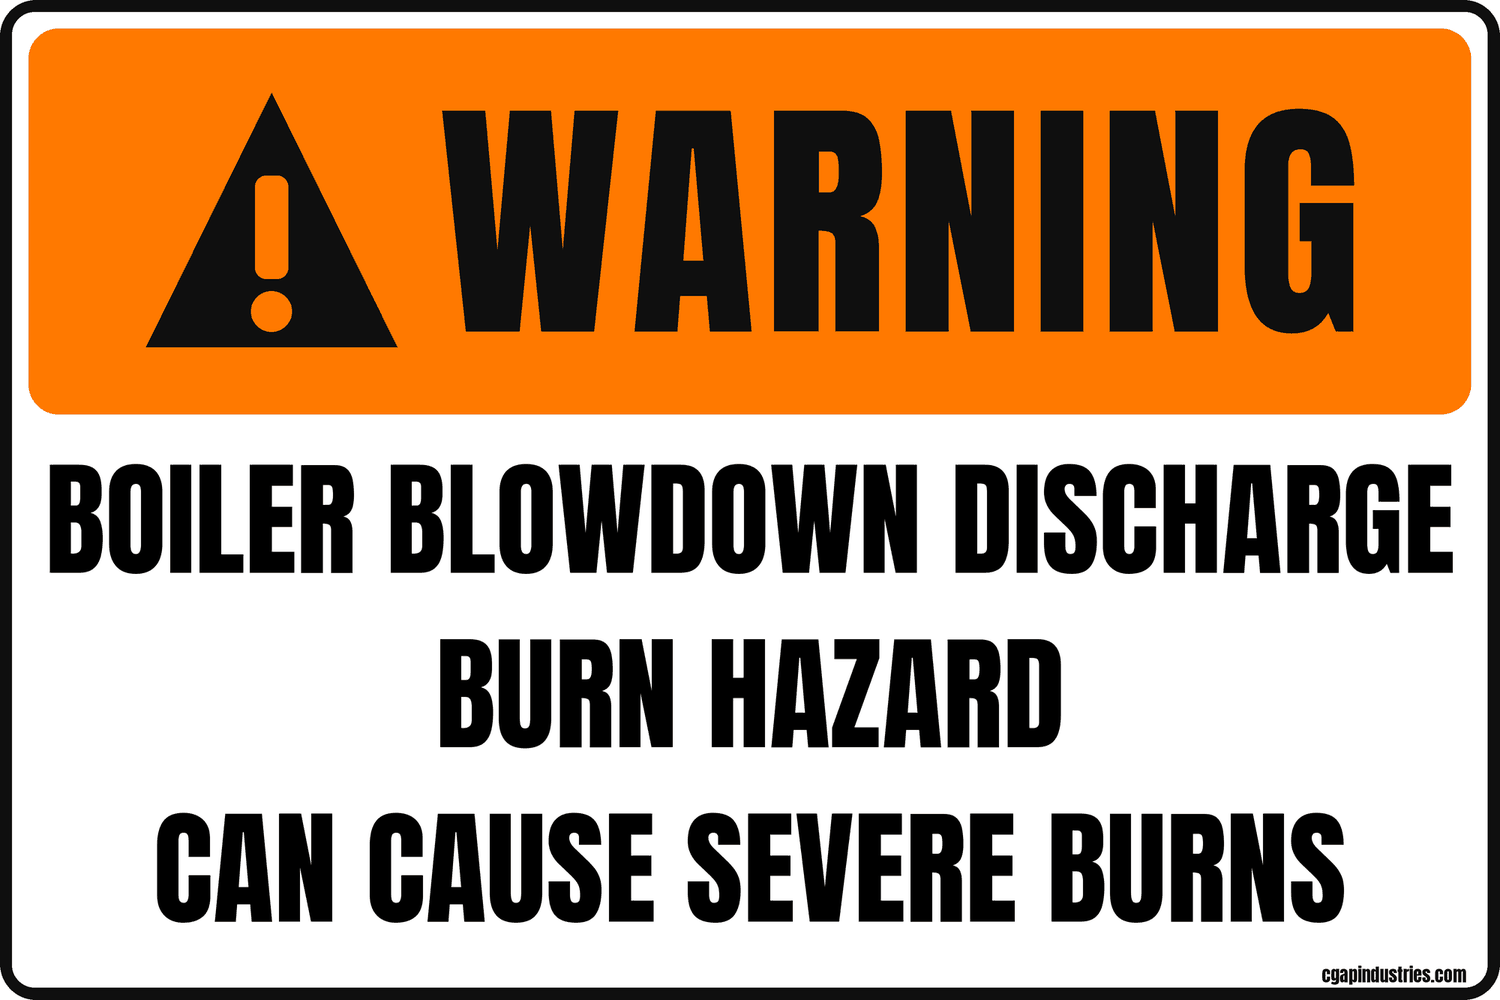 WARNING
BOILER BLOWDOWN DISCHARGE
BURN HAZARD
CAN CAUSE SEVERE BURNS
cgapindustries.com